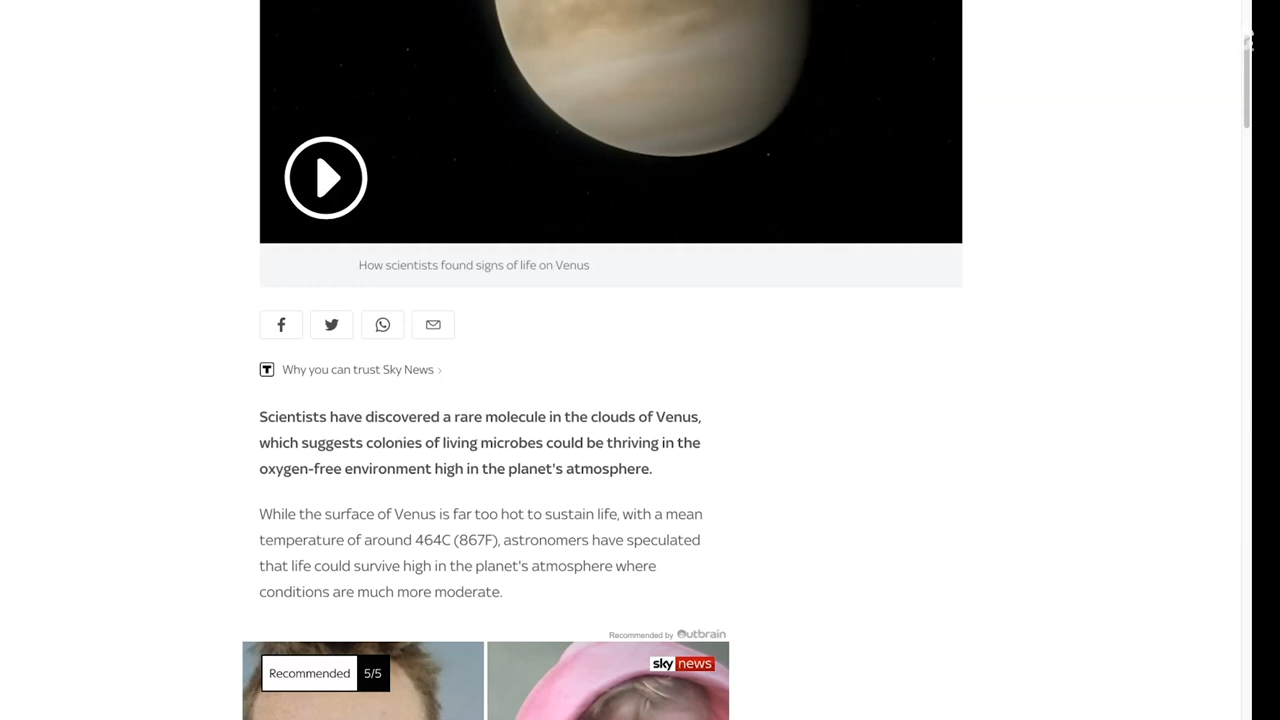 How scientists found signs of life on Venus
Why you can trust Sky News ›
Scientists have discovered a rare molecule in the clouds of Venus,
which suggests colonies of living microbes could be thriving in the
oxygen-free environment high in the planet's atmosphere.
While the surface of Venus is far too hot to sustain life, with a mean
temperature of around 464C (867F), astronomers have speculated
that life could survive high in the planet's atmosphere where
conditions are much more moderate.
Recommended by Outbrain
Recommended 5/5
sky news